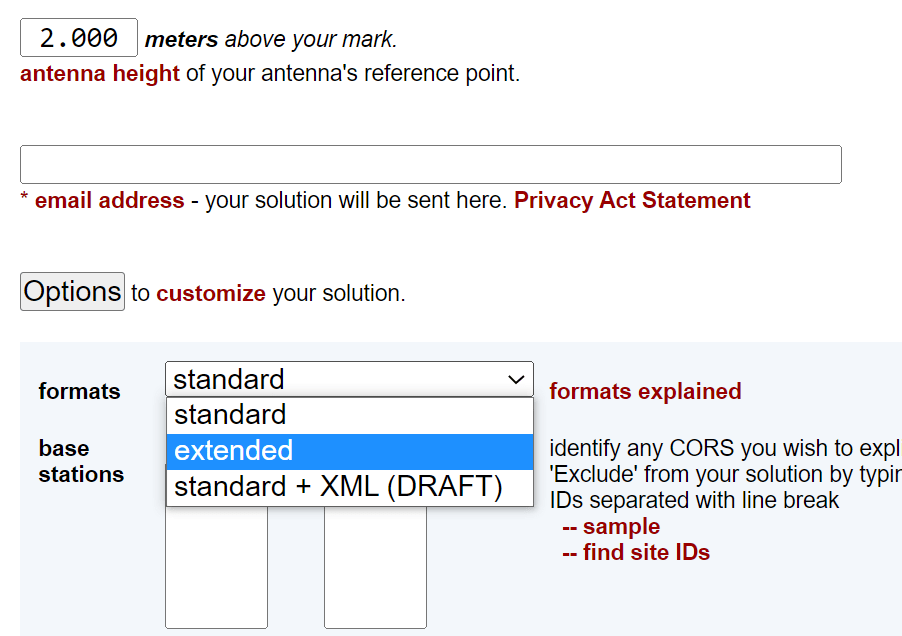 2.000 meters above your mark.
antenna height of your antenna's reference point.
* email address - your solution will be sent here. Privacy Act Statement
Options to customize your solution.
formats standard formats explained
standard
extended
standard + XML (DRAFT)
base
stations
identify any CORS you wish to expl
'Exclude' from your solution by typin
IDs separated with line break
-- sample
-- find site IDs